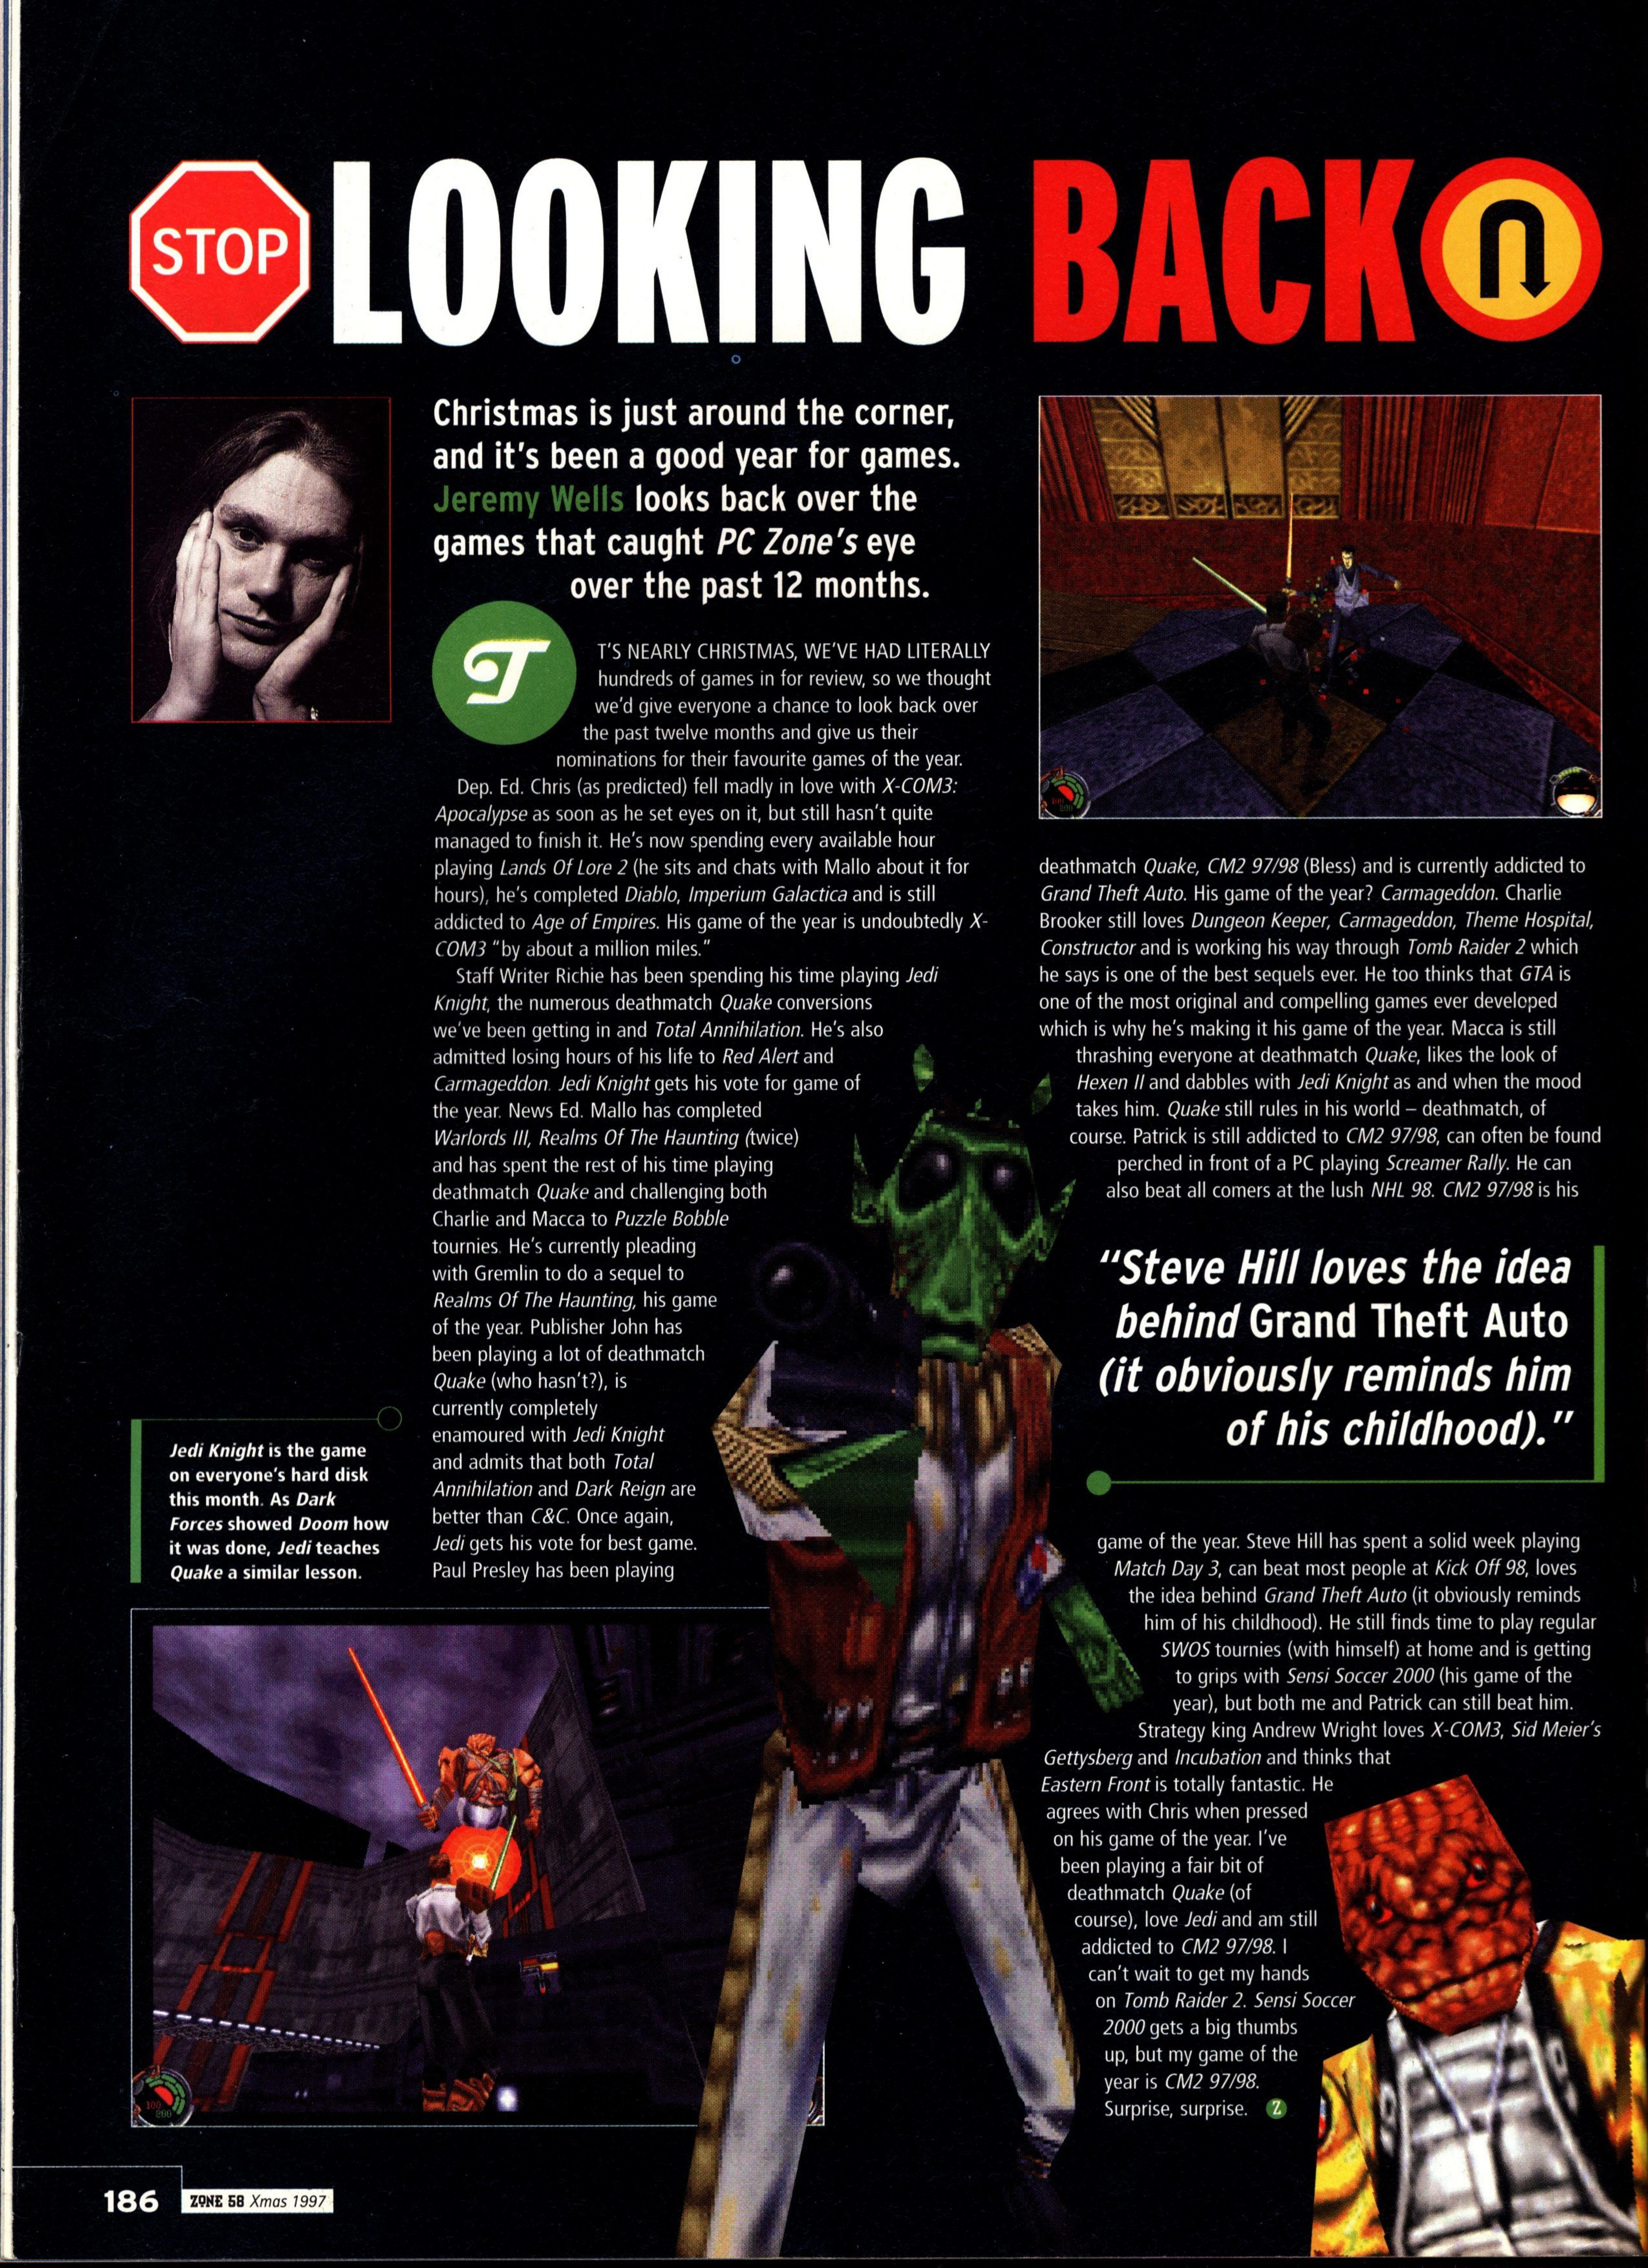 STOP LOOKING BACK
Christmas is just around the corner,
and it's been a good year for games.
Jeremy Wells looks back over the
games that caught PC Zone's eye
over the past 12 months.
IT'S NEARLY CHRISTMAS, WE'VE HAD LITERALLY
hundreds of games in for review, so we thought
we'd give everyone a chance to look back over
the past twelve months and give us their
nominations for their favourite games of the year.
Dep. Ed. Chris (as predicted) fell madly in love with X-COM3:
Apocalypse as soon as he set eyes on it, but still hasn't quite
managed to finish it. He's now spending every available hour
playing Lands Of Lore 2 (he sits and chats with Mallo about it for
hours), he's completed Diablo, Imperium Galactica and is still
addicted to Age of Empires. His game of the year is undoubtedly X-
COM3 "by about a million miles."
Staff Writer Richie has been spending his time playing Jedi
Knight, the numerous deathmatch Quake conversions
we've been getting in and Total Annihilation. He's also
admitted losing hours of his life to Red Alert and
Carmageddon. Jedi Knight gets his vote for game of
the year. News Ed. Mallo has completed
Warlords III, Realms Of The Haunting (twice)
and has spent the rest of his time playing
deathmatch Quake and challenging both
Charlie and Macca to Puzzle Bobble
tournies. He's currently pleading
with Gremlin to do a sequel to
Realms Of The Haunting, his game
of the year. Publisher John has
been playing a lot of deathmatch
Quake (who hasn't?), is
currently completely
enamoured with Jedi Knight
and admits that both Total
Annihilation and Dark Reign are
better than C&C. Once again,
Jedi gets his vote for best game.
Paul Presley has been playing
Jedi Knight is the game
on everyone's hard disk
this month. As Dark
Forces showed Doom how
it was done, Jedi teaches
Quake a similar lesson.
100
200
deathmatch Quake, CM2 97/98 (Bless) and is currently addicted to
Grand Theft Auto. His game of the year? Carmageddon. Charlie
Brooker still loves Dungeon Keeper, Carmageddon, Theme Hospital,
Constructor and is working his way through Tomb Raider 2 which
he says is one of the best sequels ever. He too thinks that GTA is
one of the most original and compelling games ever developed
which is why he's making it his game of the year. Macca is still
thrashing everyone at deathmatch Quake, likes the look of
Hexen II and dabbles with Jedi Knight as and when the mood
takes him. Quake still rules in his world – deathmatch, of
course. Patrick is still addicted to CM2 97/98, can often be found
perched in front of a PC playing Screamer Rally. He can
also beat all comers at the lush NHL 98. CM2 97/98 is his
"Steve Hill loves the idea
behind Grand Theft Auto
(it obviously reminds him
of his childhood)."
game of the year. Steve Hill has spent a solid week playing
Match Day 3, can beat most people at Kick Off 98, loves
the idea behind Grand Theft Auto (it obviously reminds
him of his childhood). He still finds time to play regular
SWOS tournies (with himself) at home and is getting
to grips with Sensi Soccer 2000 (his game of the
year), but both me and Patrick can still beat him.
Strategy king Andrew Wright loves X-COM3, Sid Meier's
Gettysberg and Incubation and thinks that
Eastern Front is totally fantastic. He
agrees with Chris when pressed
on his game of the year. I've
been playing a fair bit of
deathmatch Quake (of
course), love Jedi and am still
addicted to CM2 97/98. I
can't wait to get my hands
on Tomb Raider 2. Sensi Soccer
2000 gets a big thumbs
up, but my game of the
year is CM2 97/98.
Surprise, surprise. Z
100
200
186 ZONE 58 Xmas 1997